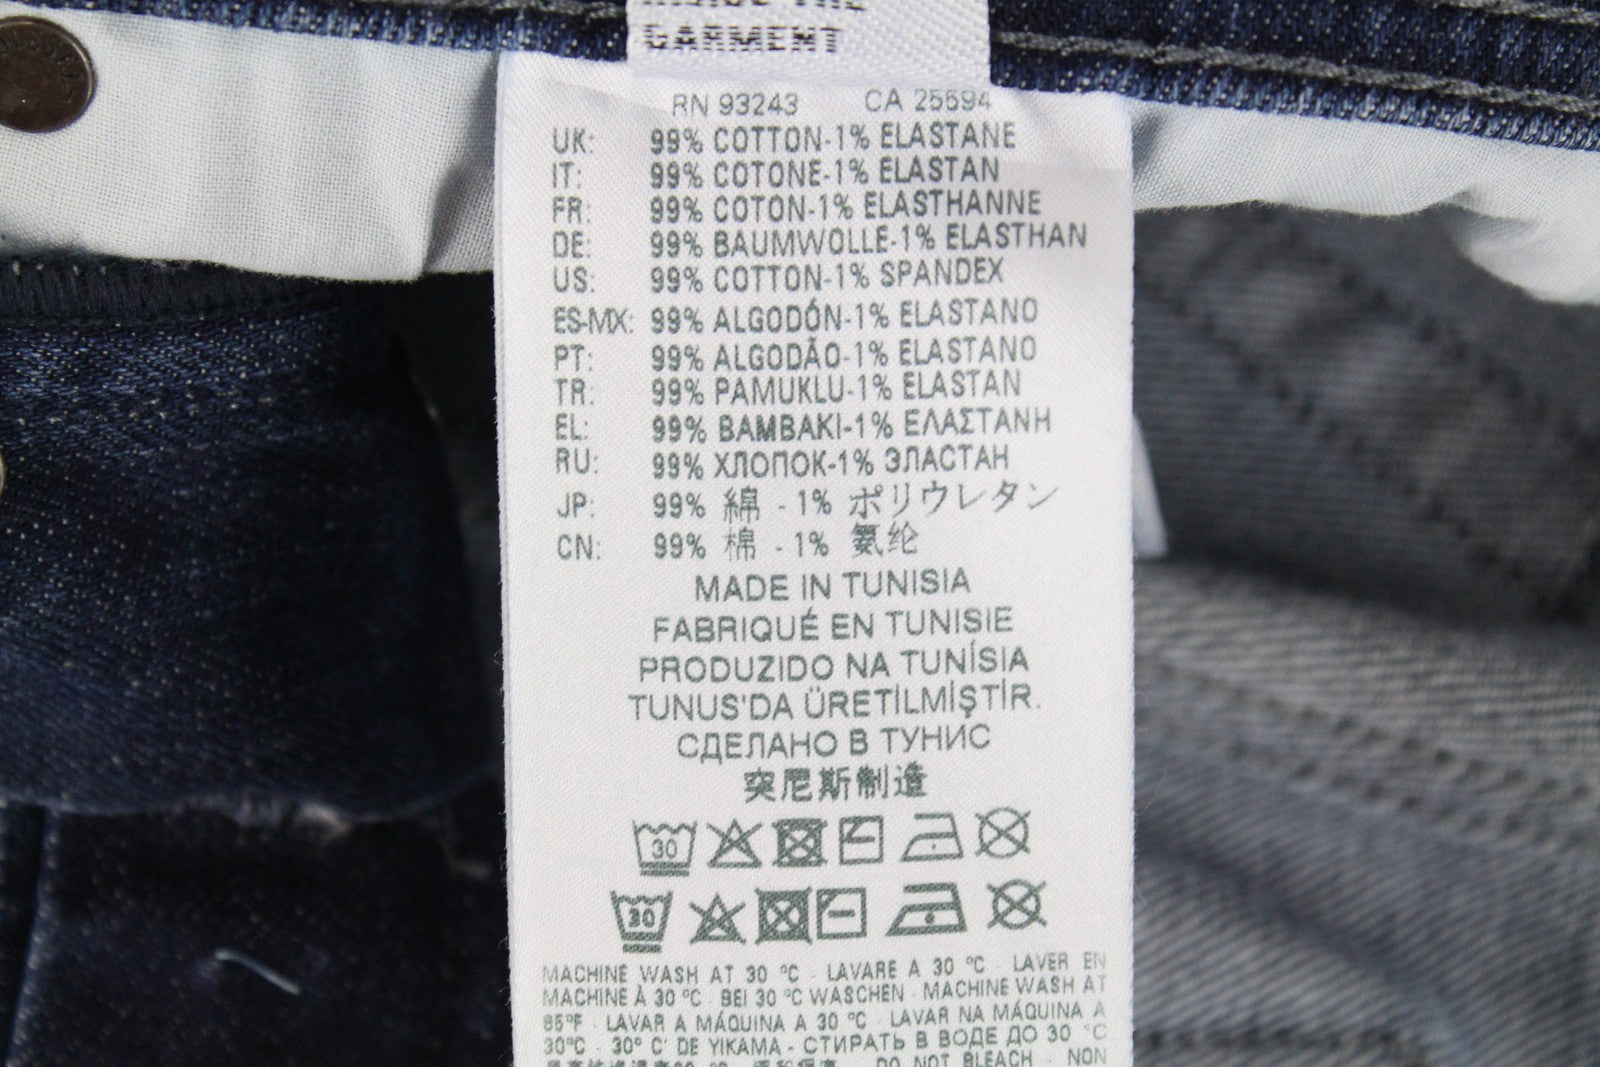 GARMENT
RN 93243 CA 25594
UK: 99% COTTON-1% ELASTANE
IT: 99% COTONE-1% ELASTAN
FR: 99% COTON-1% ELASTHANNE
DE: 99% BAUMWOLLE-1% ELASTHAN
US: 99% COTTON-1% SPANDEX
ES-MX: 99% ALGODÓN-1% ELASTANO
PT: 99% ALGODÃO-1% ELASTANO
TR: 99% PAMUKLU-1% ELASTAN
EL: 99% BAMBAKI-1% ΕΛΑΣΤΑΝΗ
RU: 99% ХЛОПОК-1% ЭЛАСТАН
JP: 99% 綿 - 1% ポリウレタン
CN: 99% 棉 - 1% 氨纶
MADE IN TUNISIA
FABRIQUÉ EN TUNISIE
PRODUZIDO NA TUNÍSIA
TUNUS'DA ÜRETİLMİŞTİR.
СДЕЛАНО В ТУНИС
突尼斯制造
30
30
MACHINE WASH AT 30 °C - LAVARE A 30 °C - LAVER EN
MACHINE À 30 °C - BEI 30 °C WASCHEN - MACHINE WASH AT
85°F - LAVAR A MÁQUINA A 30 °C - LAVAR NA MÁQUINA A
30°C - 30° C' DE YIKAMA - СТИРАТЬ В ВОДЕ ДО 30 °C
DO NOT BLEACH - NON